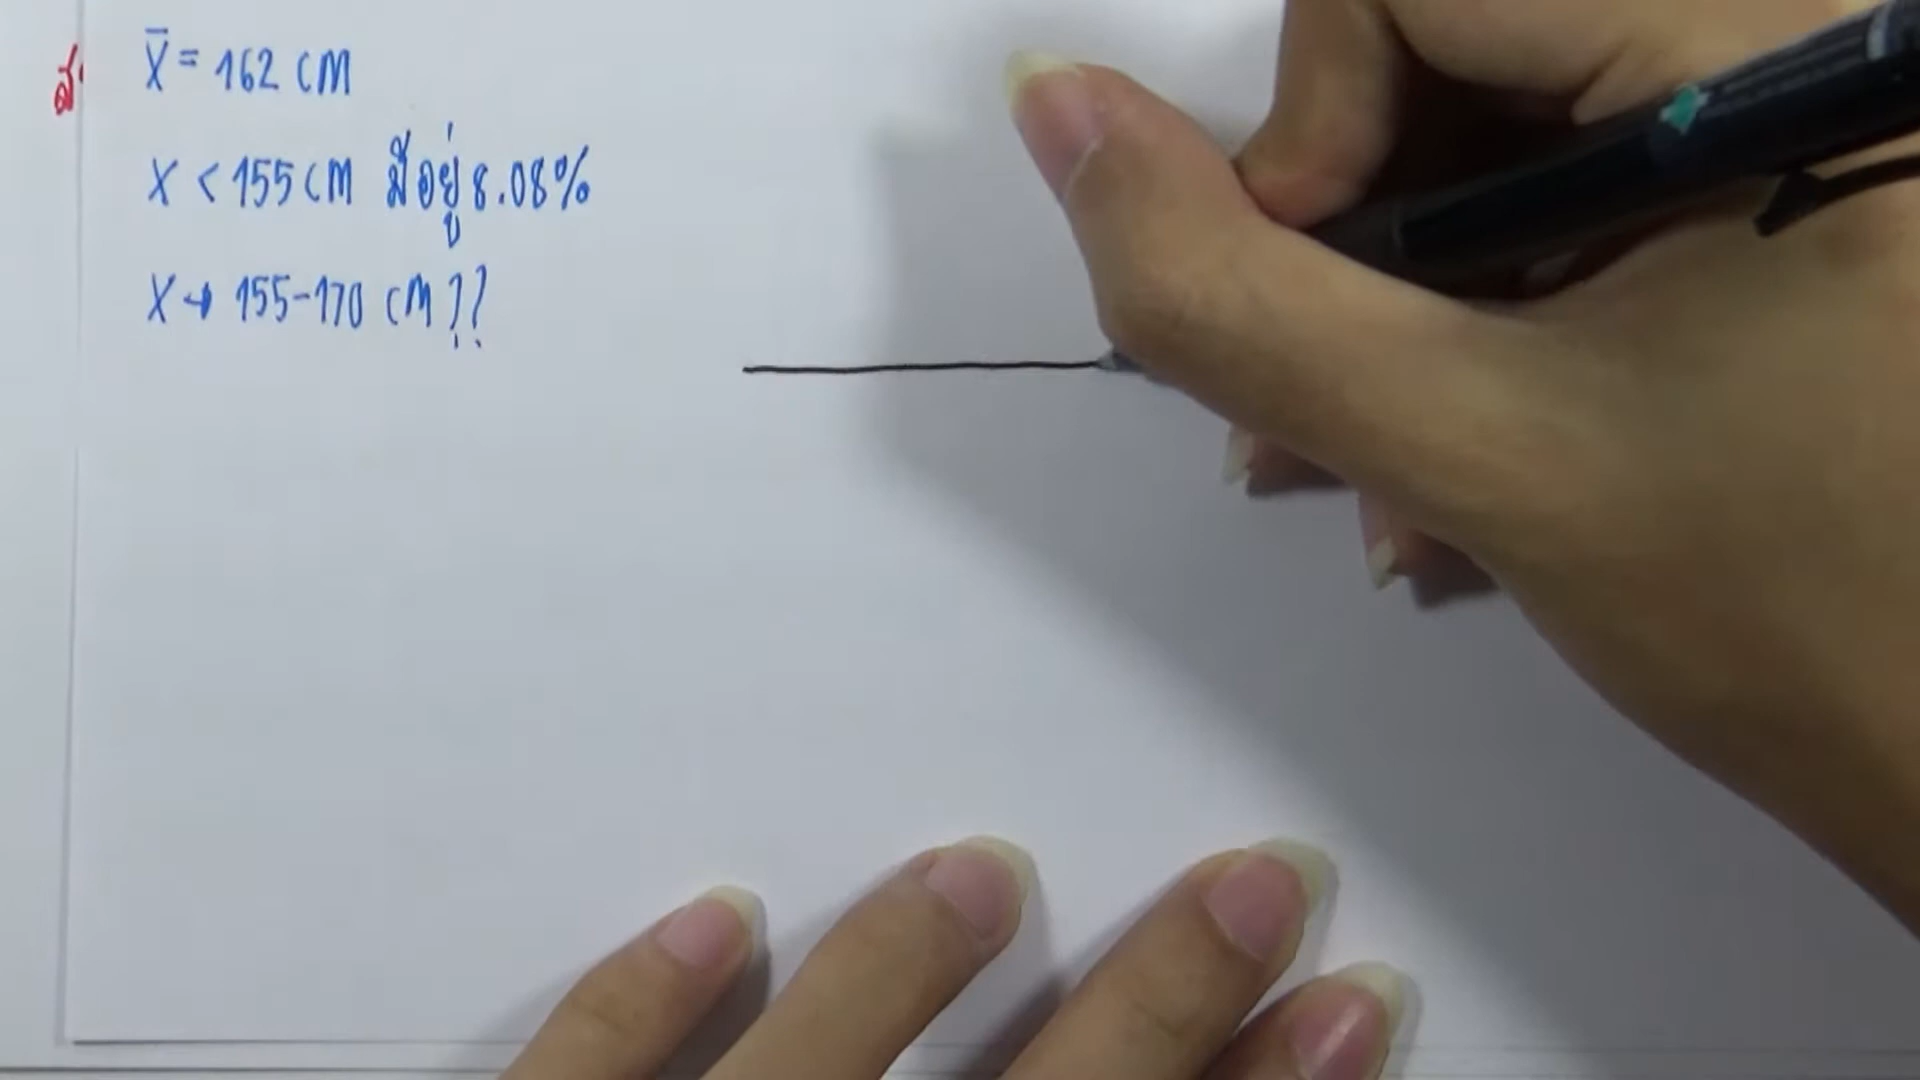 X̄ = 162 CM
X < 155 CM มีอยู่ 8.08%
X → 155-170 CM ??